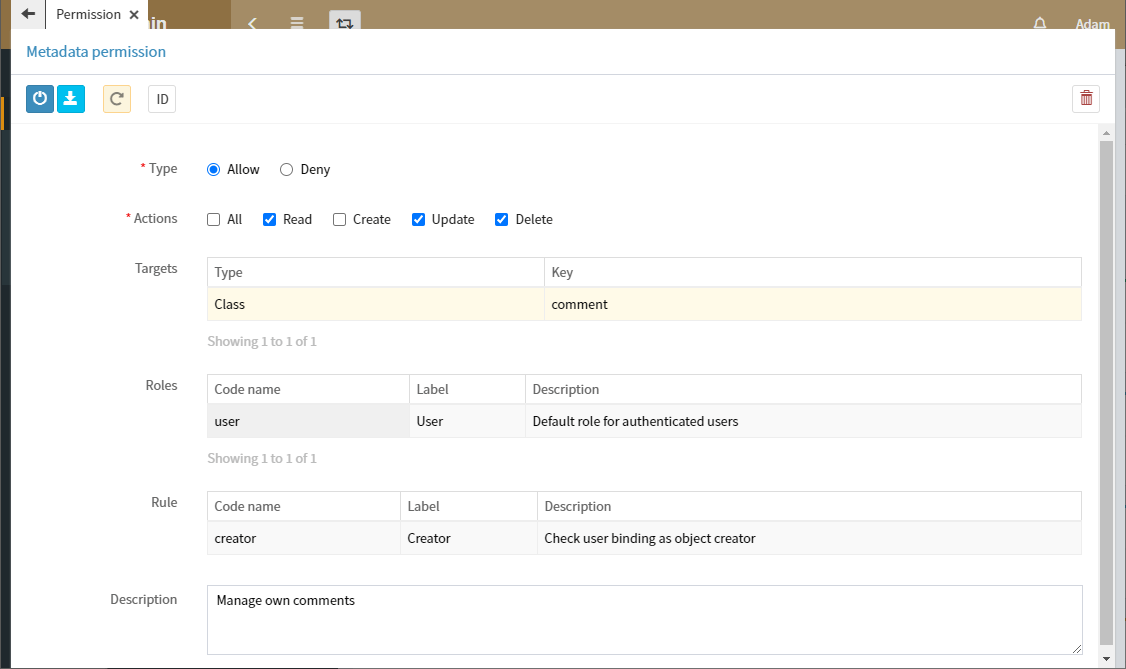 Permission
in
Adam
Metadata permission
ID
* Type
Allow
Deny
* Actions
All
Read
Create
Update
Delete
Targets
Type Key
Class comment
Showing 1 to 1 of 1
Roles
Code name Label Description
user User Default role for authenticated users
Showing 1 to 1 of 1
Rule
Code name Label Description
creator Creator Check user binding as object creator
Description
Manage own comments